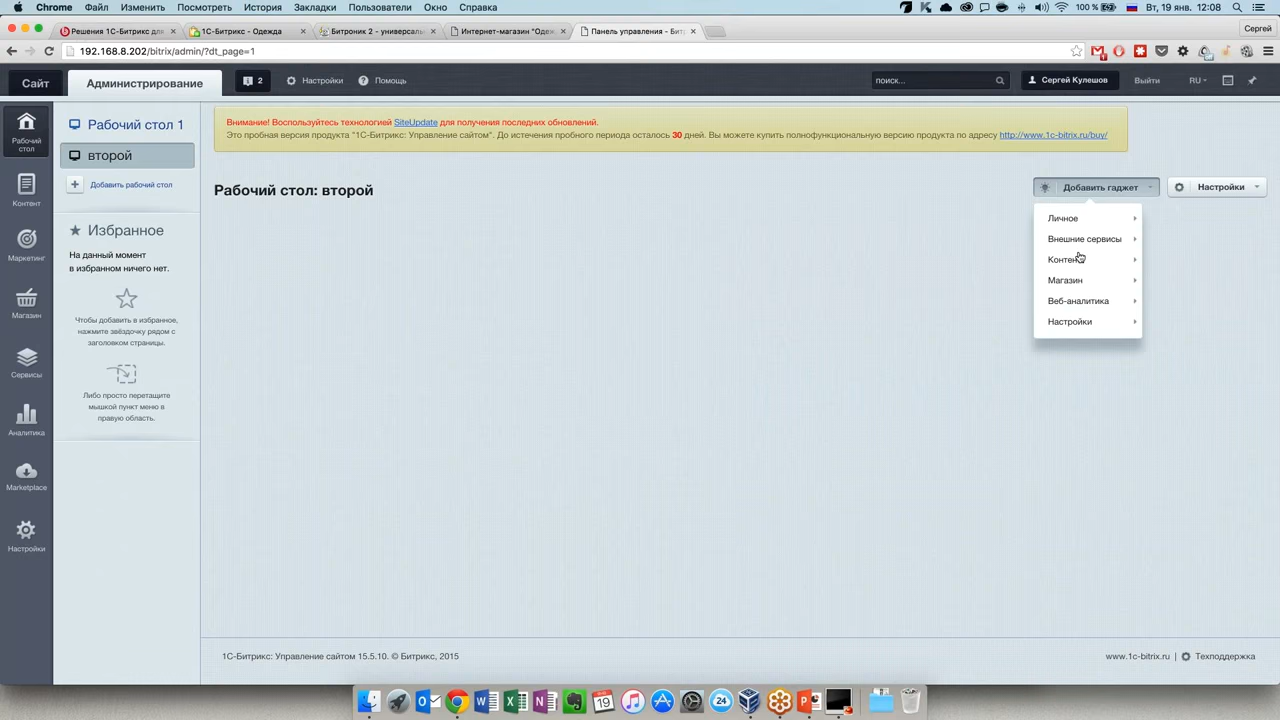 Chrome Файл Изменить Посмотреть История Закладки Пользователи Окно Справка 100 % Вт, 19 янв. 12:08
Решения 1С-Битрикс для 1С-Битрикс - Одежда Битроник 2 - универсаль Интернет-магазин "Одеж Панель управления - Бит Сергей
192.168.8.202/bitrix/admin/?dt_page=1
Сайт Администрирование 2 Настройки Помощь поиск... Сергей Кулешов Выйти RU
Рабочий стол
Контент
Маркетинг
Магазин
Сервисы
Аналитика
Marketplace
Настройки
Рабочий стол 1
второй
Добавить рабочий стол
Избранное
На данный момент
в избранном ничего нет.
Чтобы добавить в избранное,
нажмите звёздочку рядом с
заголовком страницы.
Либо просто перетащите
мышкой пункт меню в
правую область.
Внимание! Воспользуйтесь технологией SiteUpdate для получения последних обновлений.
Это пробная версия продукта "1С-Битрикс: Управление сайтом". До истечения пробного периода осталось 30 дней. Вы можете купить полнофункциональную версию продукта по адресу http://www.1c-bitrix.ru/buy/
Рабочий стол: второй
Добавить гаджет Настройки
Личное
Внешние сервисы
Контент
Магазин
Веб-аналитика
Настройки
1С-Битрикс: Управление сайтом 15.5.10. © Битрикс, 2015
www.1c-bitrix.ru | Техподдержка